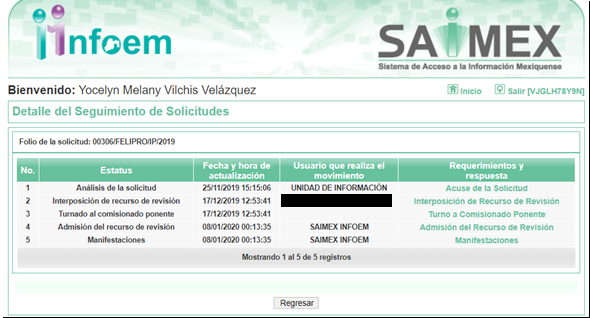 infoem
SAIMEX
Sistema de Acceso a la Información Mexiquense
Bienvenido: Yocelyn Melany Vilchis Velázquez
Inicio Salir [VJGLH78Y9N]
Detalle del Seguimiento de Solicitudes
Folio de la solicitud: 00306/FELIPRO/IP/2019
No. Estatus Fecha y hora de actualización Usuario que realiza el movimiento Requerimientos y respuesta
1 Análisis de la solicitud 25/11/2019 15:15:06 UNIDAD DE INFORMACIÓN Acuse de la Solicitud
2 Interposición de recurso de revisión 17/12/2019 12:53:41 Interposición de Recurso de Revisión
3 Turnado al comisionado ponente 17/12/2019 12:53:41 Turno a Comisionado Ponente
4 Admisión del recurso de revisión 08/01/2020 00:13:35 SAIMEX INFOEM Admisión del Recurso de Revisión
5 Manifestaciones 08/01/2020 00:13:35 SAIMEX INFOEM Manifestaciones
Mostrando 1 al 5 de 5 registros
Regresar